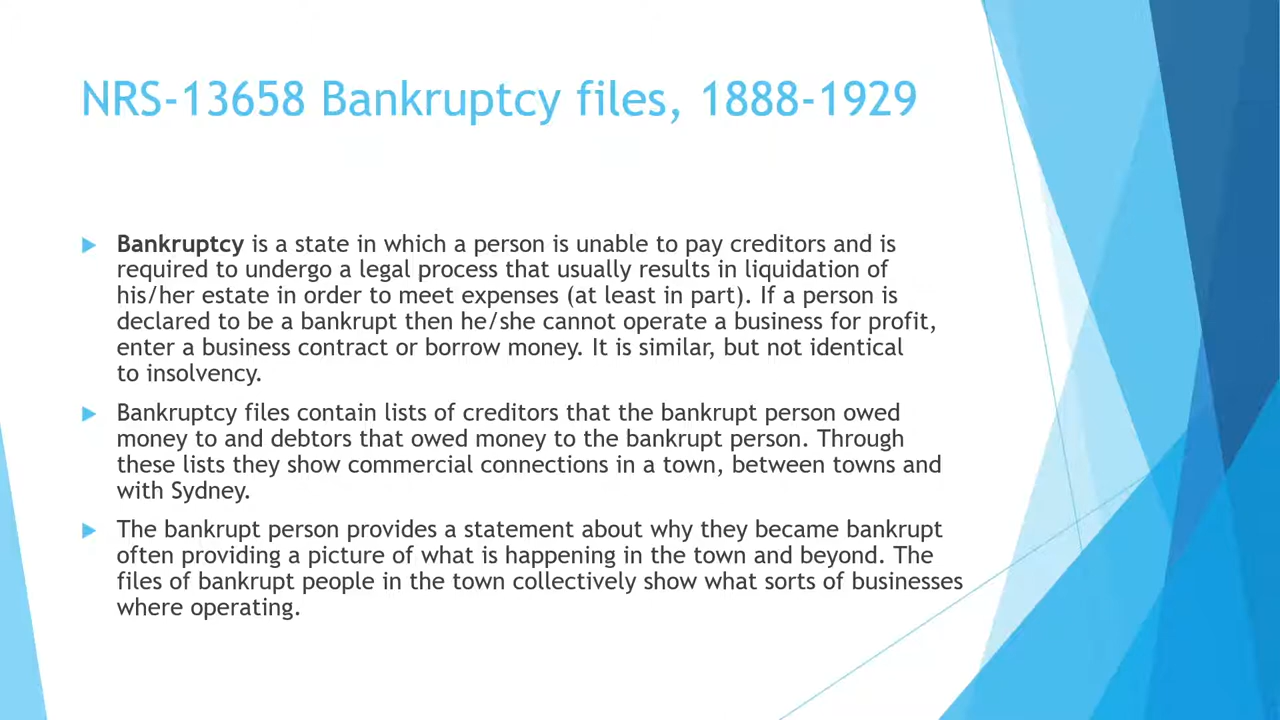 NRS-13658 Bankruptcy files, 1888-1929
Bankruptcy is a state in which a person is unable to pay creditors and is
required to undergo a legal process that usually results in liquidation of
his/her estate in order to meet expenses (at least in part). If a person is
declared to be a bankrupt then he/she cannot operate a business for profit,
enter a business contract or borrow money. It is similar, but not identical
to insolvency.
Bankruptcy files contain lists of creditors that the bankrupt person owed
money to and debtors that owed money to the bankrupt person. Through
these lists they show commercial connections in a town, between towns and
with Sydney.
The bankrupt person provides a statement about why they became bankrupt
often providing a picture of what is happening in the town and beyond. The
files of bankrupt people in the town collectively show what sorts of businesses
where operating.